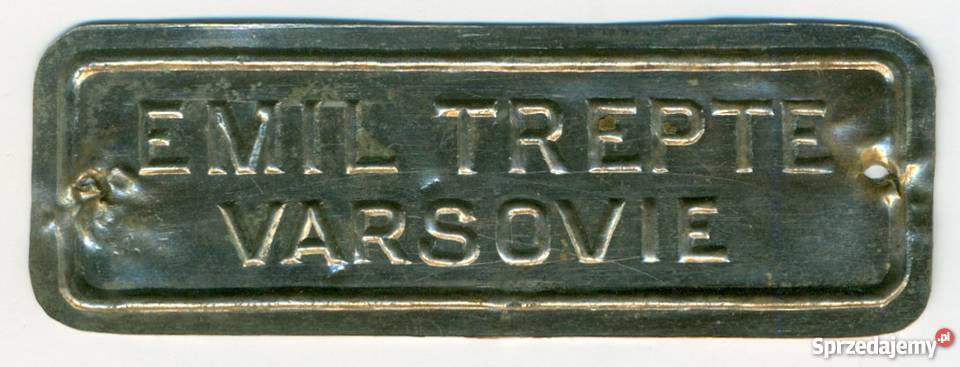 EMIL TREPTE
VARSOVIE
Sprzedajemy.pl